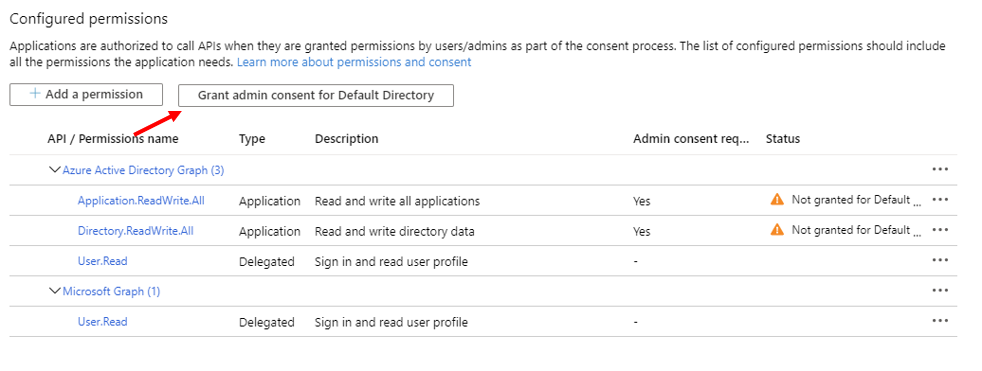 Configured permissions
Applications are authorized to call APIs when they are granted permissions by users/admins as part of the consent process. The list of configured permissions should include
all the permissions the application needs. Learn more about permissions and consent
+ Add a permission Grant admin consent for Default Directory
API / Permissions name Type Description Admin consent req... Status
Azure Active Directory Graph (3) ...
Application.ReadWrite.All Application Read and write all applications Yes Not granted for Default ... ...
Directory.ReadWrite.All Application Read and write directory data Yes Not granted for Default ... ...
User.Read Delegated Sign in and read user profile - ...
Microsoft Graph (1) ...
User.Read Delegated Sign in and read user profile - ...